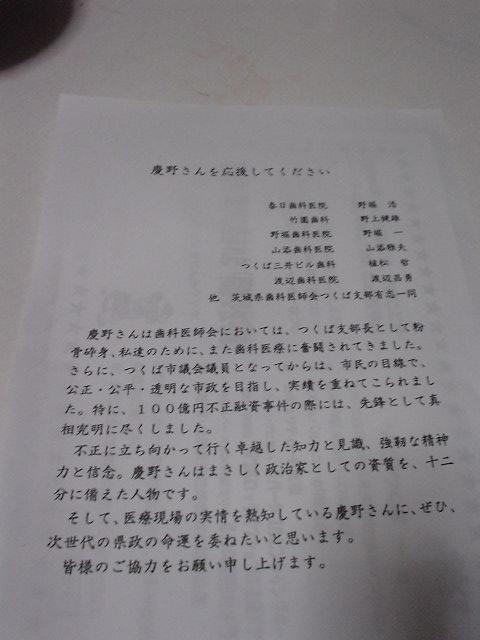 慶野さんを応援してください
春日歯科医院 野堀 浩
竹園歯科 野上健雄
野堀歯科医院 野堀 一
山添歯科医院 山添雅夫
つくば三井ビル歯科 植松 哲
渡辺歯科医院 渡辺昌勇
他 茨城県歯科医師会つくば支部有志一同
慶野さんは歯科医師会においては、つくば支部長として粉
骨砕身、私達のために、また歯科医療に奮闘されてきました。
さらに、つくば市議会議員となってからは、市民の目線で、
公正・公平・透明な市政を目指し、実績を重ねてこられまし
た。特に、１００億円不正融資事件の際には、先鋒として真
相完明に尽くしました。
不正に立ち向かって行く卓越した知力と見識、強靭な精神
力と信念。慶野さんはまさしく政治家としての資質を、十二
分に備えた人物です。
そして、医療現場の実情を熟知している慶野さんに、ぜひ、
次世代の県政の命運を委ねたいと思います。
皆様のご協力をお願い申し上げます。